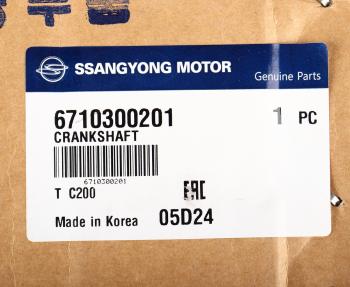 SSANGYONG MOTOR
Genuine Parts
6710300201 1 PC
CRANKSHAFT
6710300201
T C200
EAC
Made in Korea 05D24